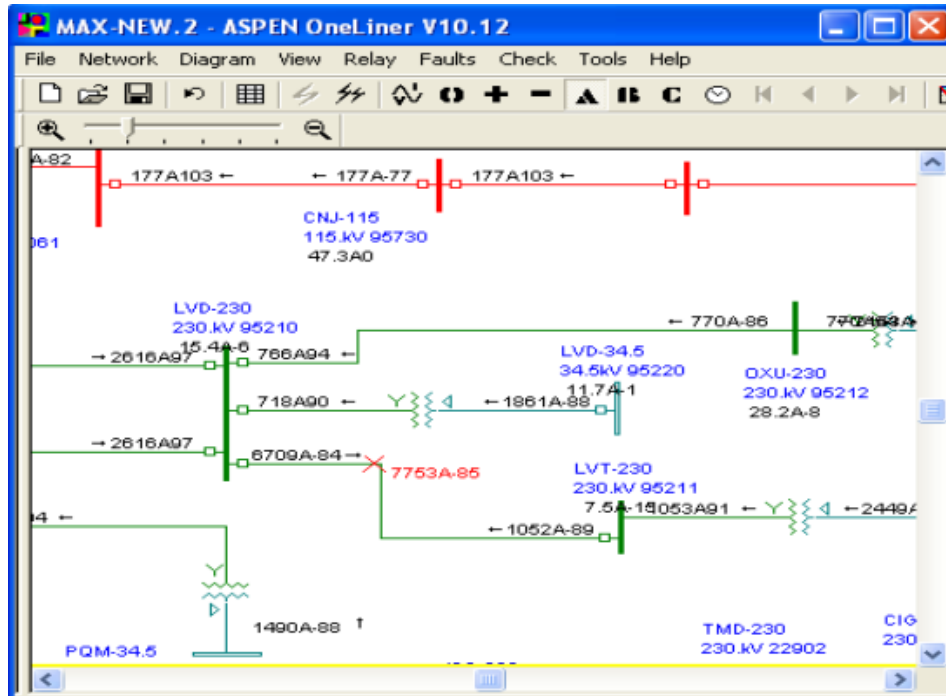 MAX-NEW.2 - ASPEN OneLiner V10.12
File Network Diagram View Relay Faults Check Tools Help
A B C
A-82
177A103 ← ← 177A-77 177A103 ←
CNJ-115
115.kV 95730
47.3A0
061
LVD-230
230.kV 95210
15.4A-6
→ 2616A97
766A94 ←
← 770A-86
LVD-34.5
34.5kV 95220
11.7A-1
OXU-230
230.kV 95212
28.2A-8
718A90 ←
← 1861A-88
→ 2616A97
6709A-84 →
7753A-85
LVT-230
230.kV 95211
7.5A-15
1053A91 ←
← 2449A
4 ←
← 1052A-89
1490A-88 ↑
PQM-34.5
TMD-230
230.kV 22902
CIG
230